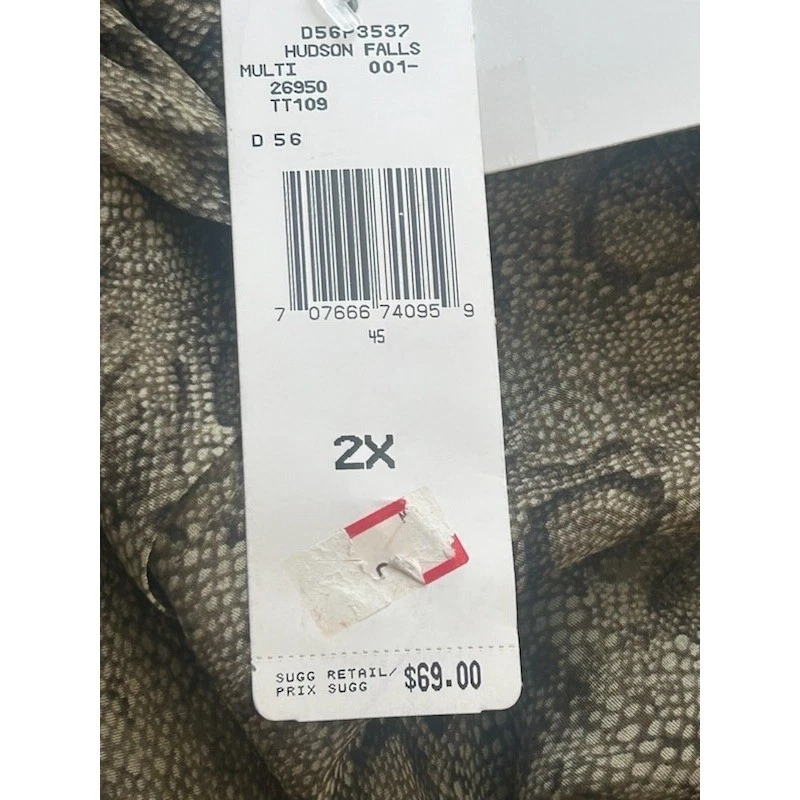 D56P3537
HUDSON FALLS
MULTI 001-
26950
TT109
D 56
7 07666 74095 9
45
2X
SUGG RETAIL/ $69.00
PRIX SUGG